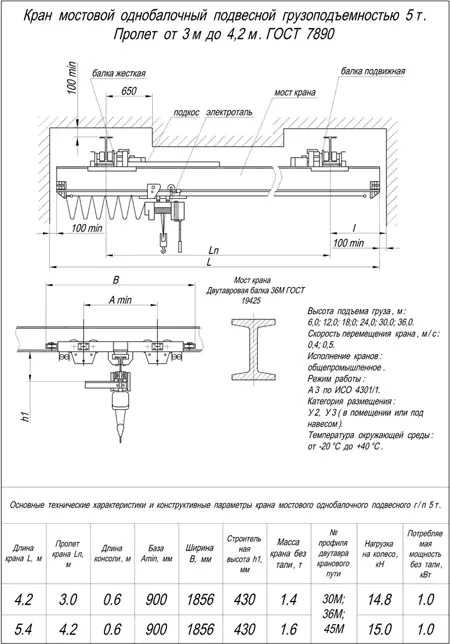 Кран мостовой однобалочный подвесной грузоподъемностью 5 т.
Пролет от 3 м до 4,2 м. ГОСТ 7890
100 min
балка жесткая
балка подвижная
650
подкос
электроталь
мост крана
100 min
Ln
l
100 min
L
B
A min
h1
Мост крана
Двутавровая балка 36М ГОСТ
19425
Высота подъема груза, м:
6,0; 12,0; 18,0; 24,0; 30,0; 36,0.
Скорость перемещения крана, м/с:
0,4; 0,5.
Исполнение кранов:
общепромышленное.
Режим работы:
А3 по ИСО 4301/1.
Категория размещения:
У2, У3 (в помещении или под
навесом).
Температура окружающей среды:
от -20 °С до +40 °С.
Основные технические характеристики и конструктивные параметры крана мостового однобалочного подвесного г/п 5 т.
Длина крана L, м | Пролет крана Ln, м | Длина консоли, м | База Amin, мм | Ширина B, мм | Строительная высота h1, мм | Масса крана без тали, т | № профиля двутавра кранового пути | Нагрузка на колесо, кН | Потребляемая мощность без тали, кВт
4.2 | 3.0 | 0.6 | 900 | 1856 | 430 | 1.4 | 30М; 36М; 45М | 14.8 | 1.0
5.4 | 4.2 | 0.6 | 900 | 1856 | 430 | 1.6 | 15.0 | 1.0